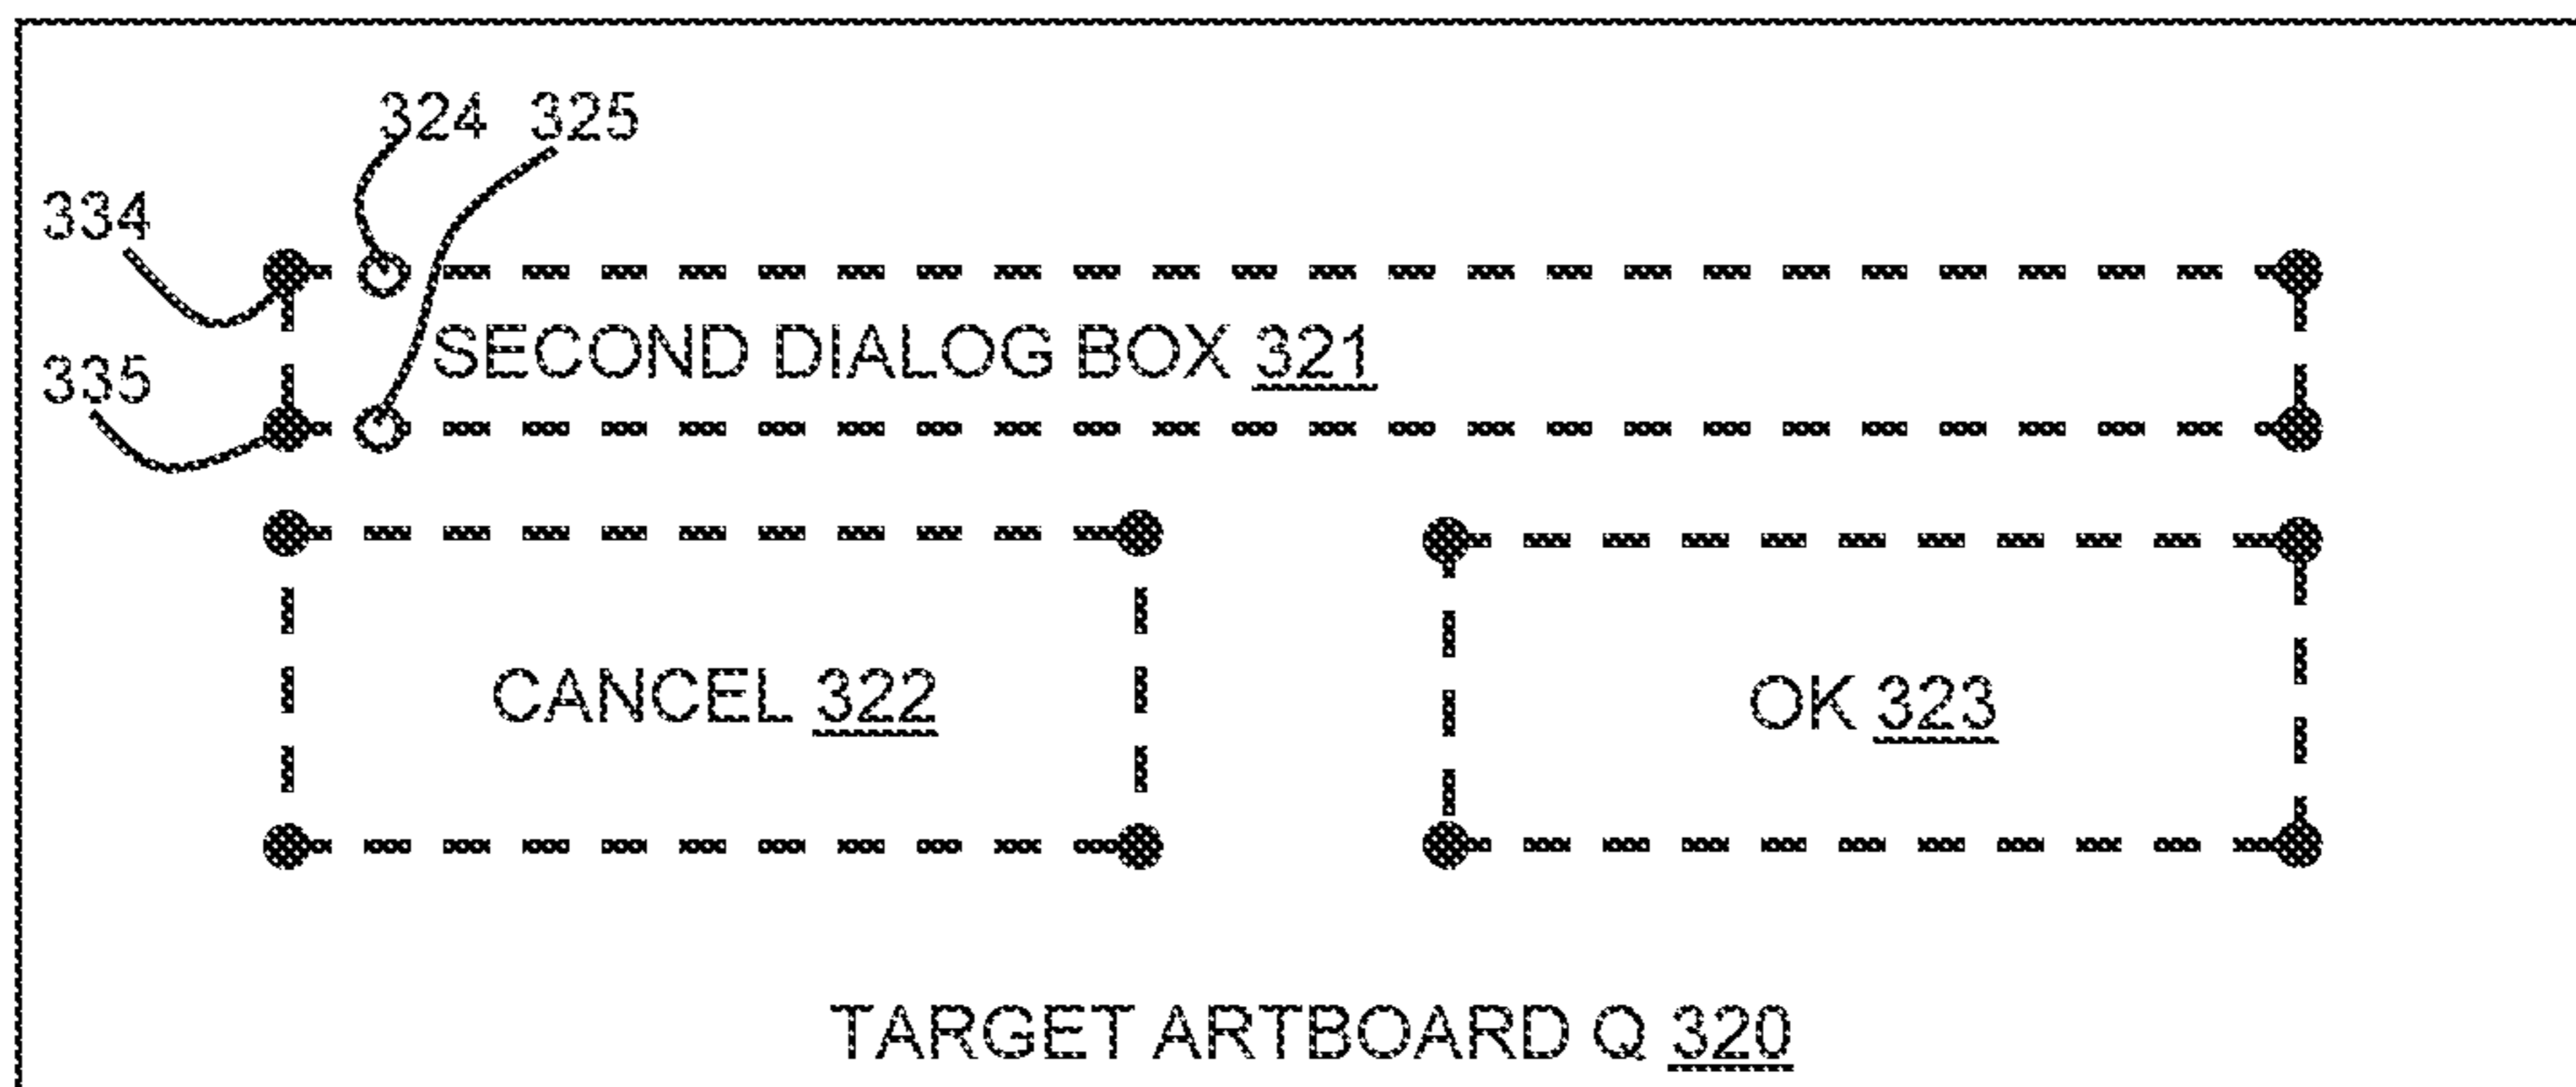 324 325
334
SECOND DIALOG BOX 321
335
CANCEL 322
OK 323
TARGET ARTBOARD Q 320